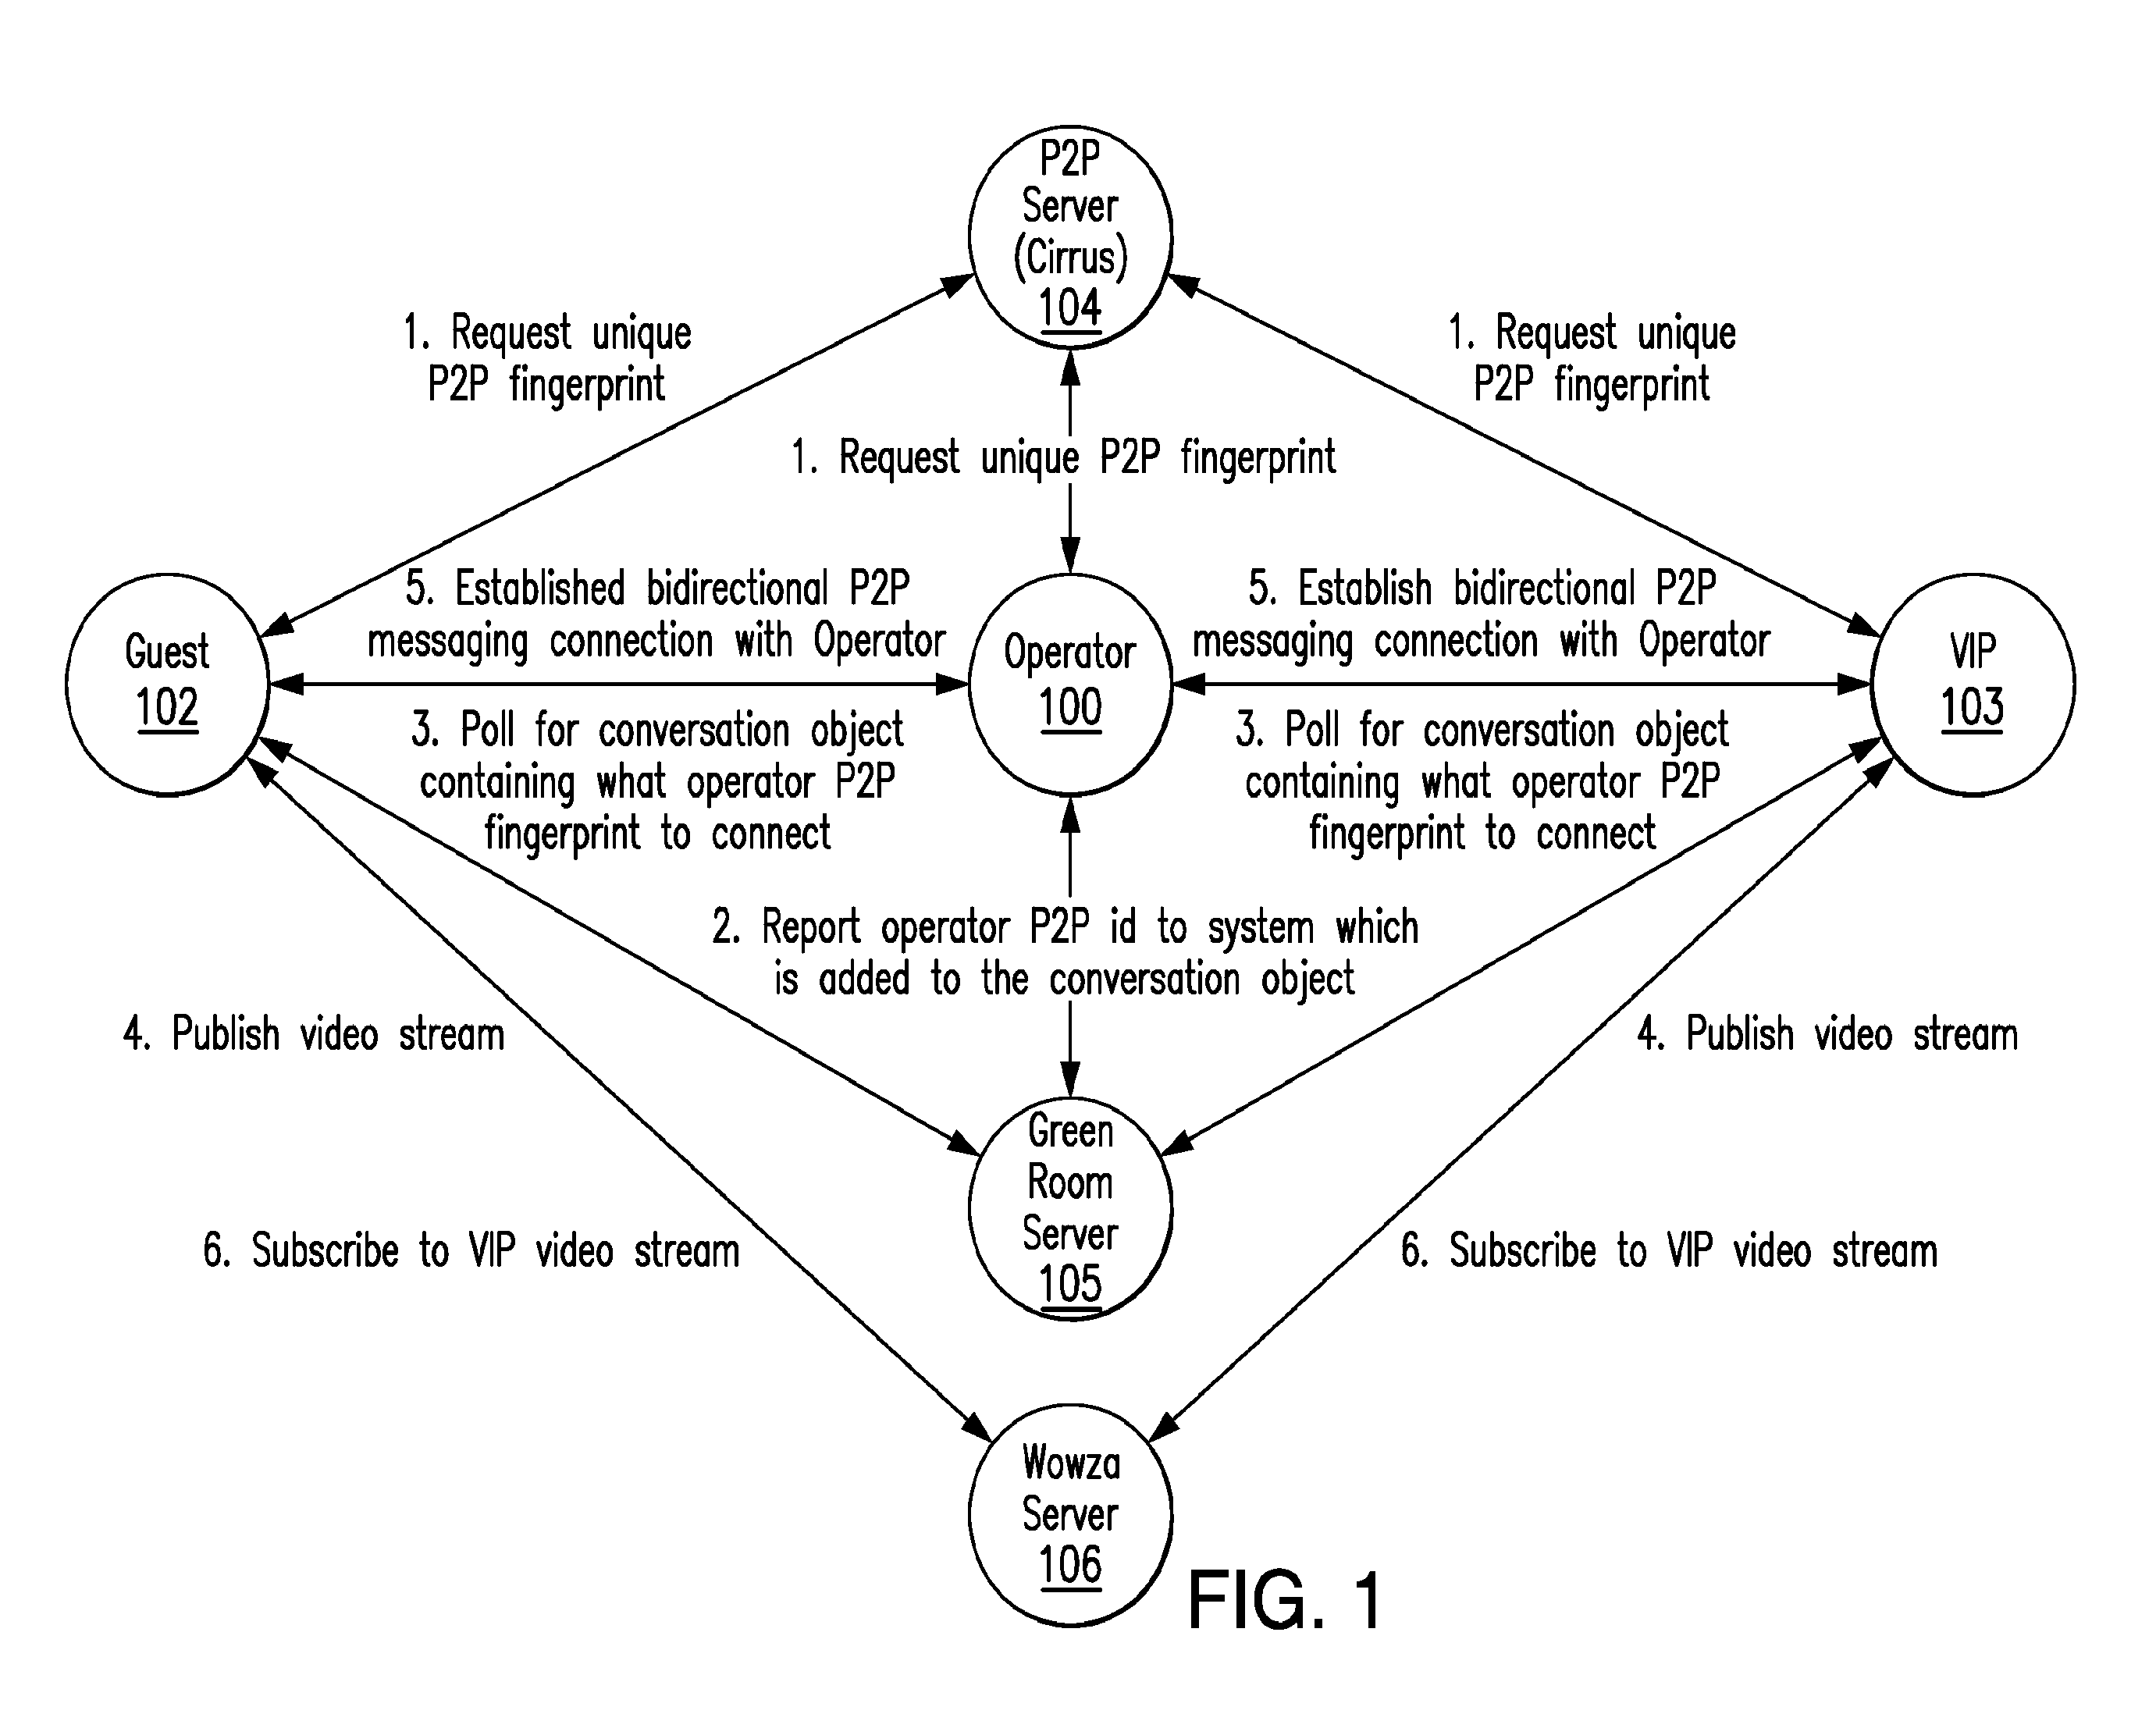 P2P
Server
(Cirrus)
104
1. Request unique
P2P fingerprint
1. Request unique
P2P fingerprint
1. Request unique P2P fingerprint
Guest
102
5. Established bidirectional P2P
messaging connection with Operator
Operator
100
5. Establish bidirectional P2P
messaging connection with Operator
VIP
103
3. Poll for conversation object
containing what operator P2P
fingerprint to connect
3. Poll for conversation object
containing what operator P2P
fingerprint to connect
2. Report operator P2P id to system which
is added to the conversation object
4. Publish video stream
4. Publish video stream
Green
Room
Server
105
6. Subscribe to VIP video stream
6. Subscribe to VIP video stream
Wowza
Server
106
FIG. 1